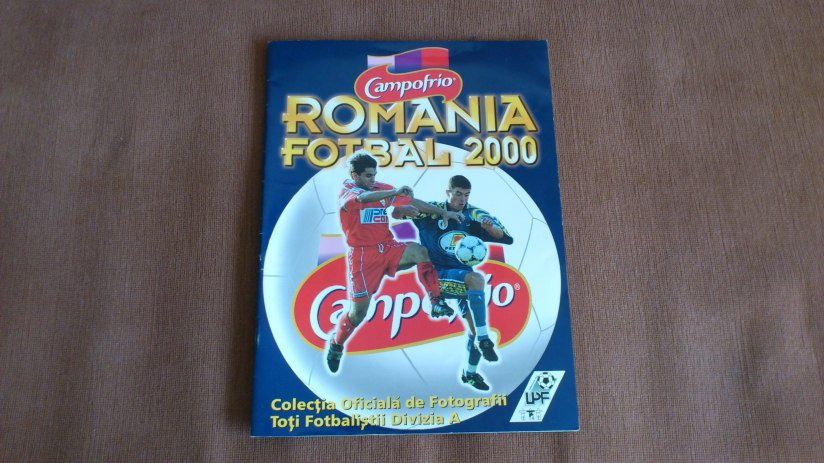 Campofrio®
ROMANIA
FOTBAL 2000
Campofrio®
Colecția Oficială de Fotografii
Toți Fotbaliștii Divizia A
LPF